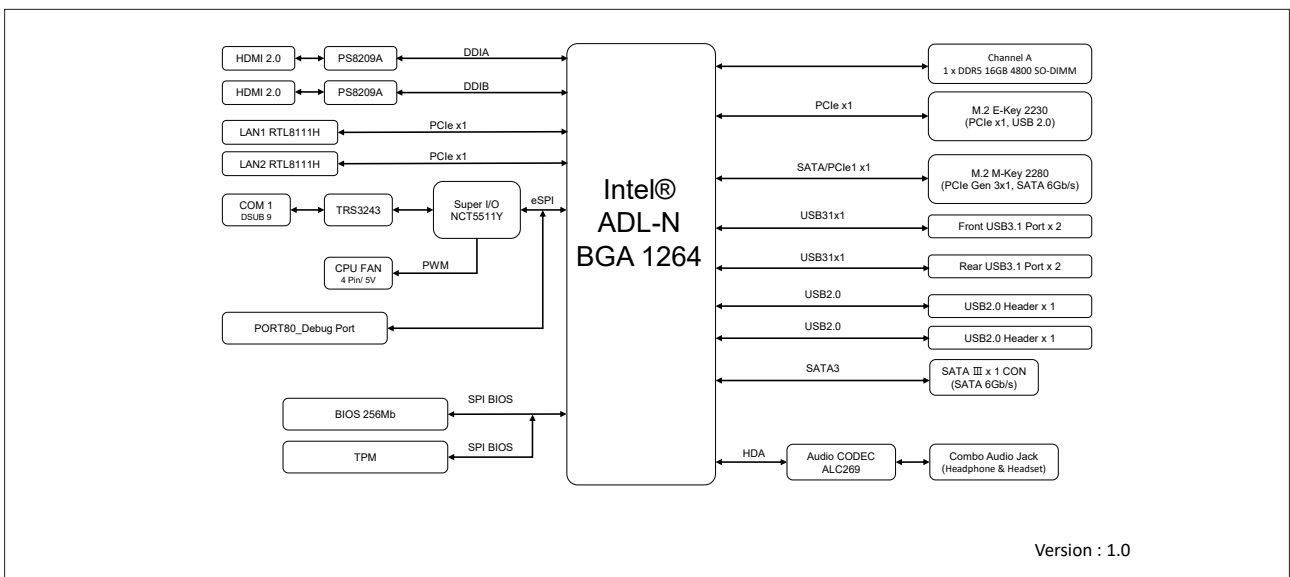 HDMI 2.0
PS8209A
DDIA
HDMI 2.0
PS8209A
DDIB
LAN1 RTL8111H
PCIe x1
LAN2 RTL8111H
PCIe x1
COM 1
DSUB 9
TRS3243
Super I/O
NCT5511Y
eSPI
CPU FAN
4 Pin/ 5V
PWM
PORT80_Debug Port
BIOS 256Mb
SPI BIOS
TPM
SPI BIOS
Intel®
ADL-N
BGA 1264
Channel A
1 x DDR5 16GB 4800 SO-DIMM
PCIe x1
M.2 E-Key 2230
(PCIe x1, USB 2.0)
SATA/PCIe1 x1
M.2 M-Key 2280
(PCIe Gen 3x1, SATA 6Gb/s)
USB31x1
Front USB3.1 Port x 2
USB31x1
Rear USB3.1 Port x 2
USB2.0
USB2.0 Header x 1
USB2.0
USB2.0 Header x 1
SATA3
SATA Ⅲ x 1 CON
(SATA 6Gb/s)
HDA
Audio CODEC
ALC269
Combo Audio Jack
(Headphone & Headset)
Version : 1.0